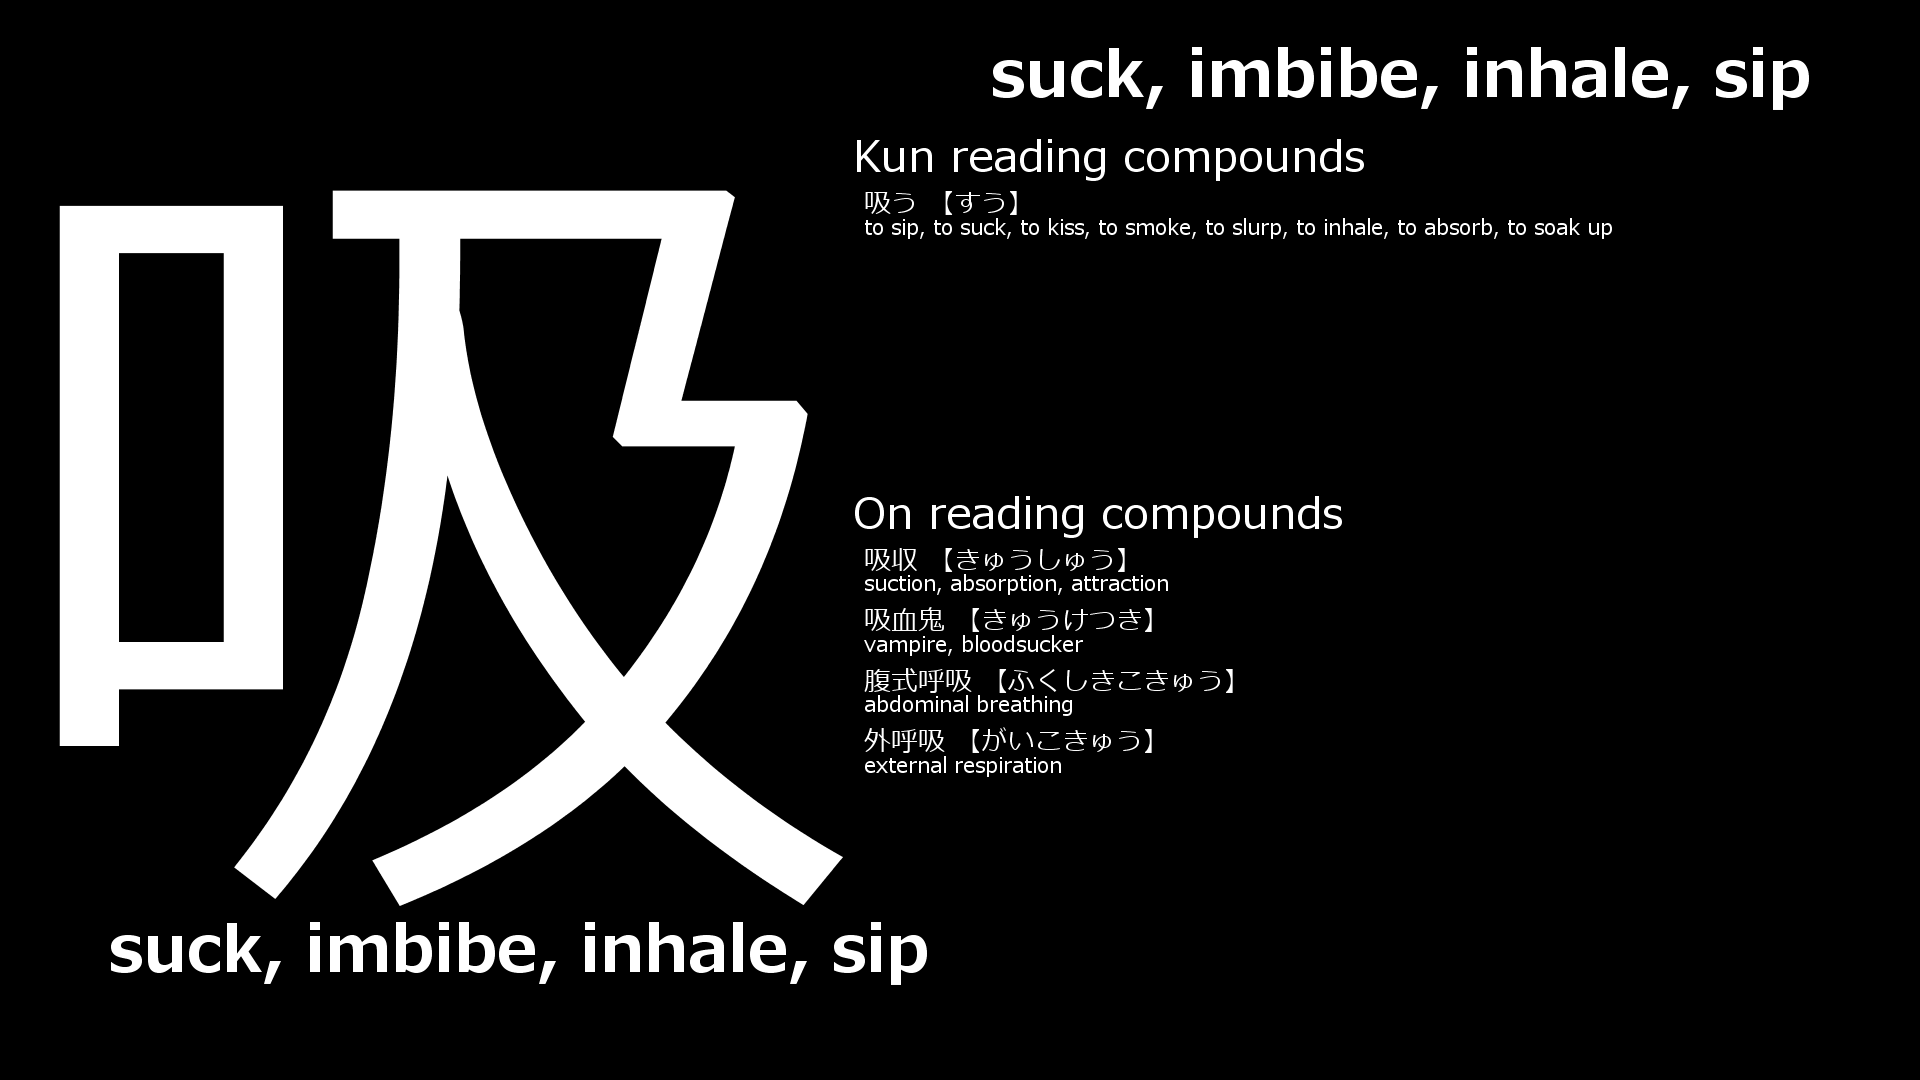 吸
suck, imbibe, inhale, sip
suck, imbibe, inhale, sip
Kun reading compounds
吸う 【すう】
to sip, to suck, to kiss, to smoke, to slurp, to inhale, to absorb, to soak up
On reading compounds
吸収 【きゅうしゅう】
suction, absorption, attraction
吸血鬼 【きゅうけつき】
vampire, bloodsucker
腹式呼吸 【ふくしきこきゅう】
abdominal breathing
外呼吸 【がいこきゅう】
external respiration